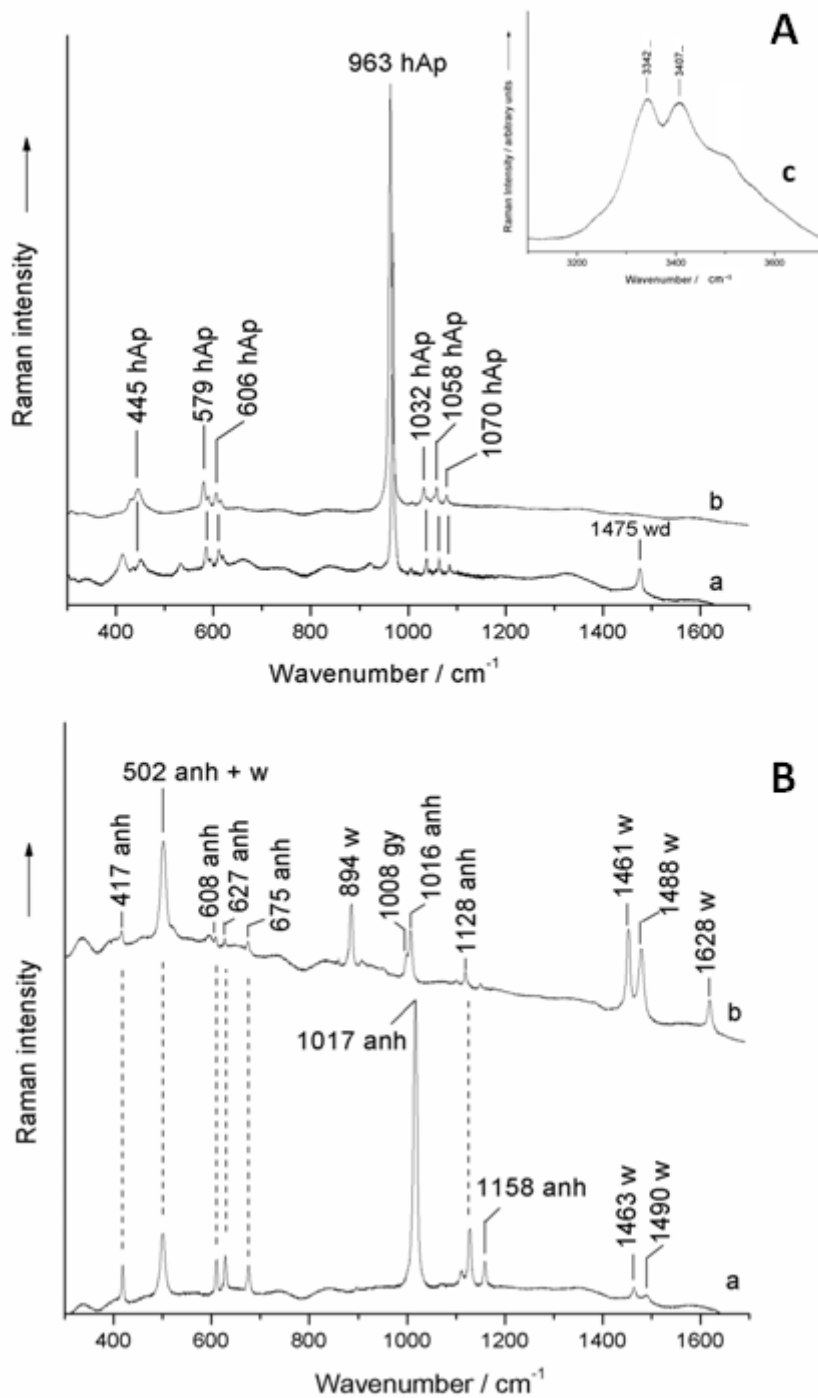 A
963 hAp
Raman Intensity / arbitrary units
3342
3407
c
3200 3400 3600
Wavenumber / cm⁻¹
Raman intensity
445 hAp
579 hAp
606 hAp
1032 hAp
1058 hAp
1070 hAp
b
1475 wd
a
400 600 800 1000 1200 1400 1600
Wavenumber / cm⁻¹
B
Raman intensity
502 anh + w
417 anh
608 anh
627 anh
675 anh
894 w
1008 gy
1016 anh
1128 anh
1461 w
1488 w
1628 w
b
1017 anh
1158 anh
1463 w
1490 w
a
400 600 800 1000 1200 1400 1600
Wavenumber / cm⁻¹